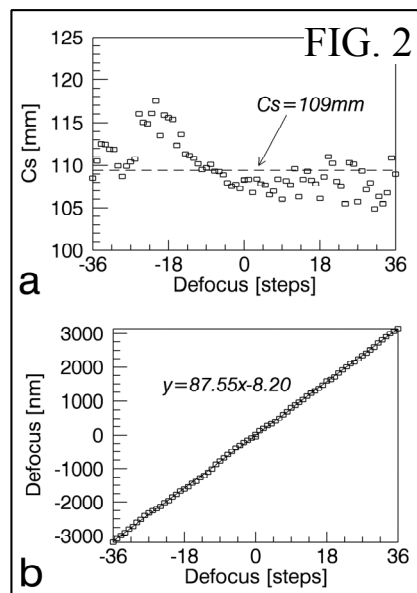 FIG. 2
125
120
115
110
105
100
Cs [mm]
Cs=109mm
-36
-18
0
18
36
Defocus [steps]
a
3000
2000
1000
0
-1000
-2000
-3000
Defocus [nm]
y=87.55x-8.20
-36
-18
0
18
36
Defocus [steps]
b